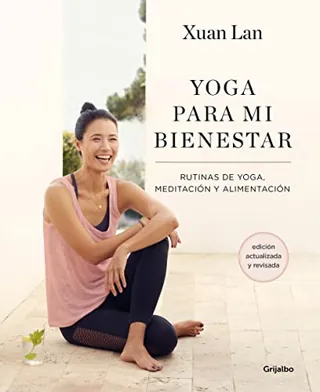 Xuan Lan
YOGA
PARA MI
BIENESTAR
RUTINAS DE YOGA,
MEDITACIÓN Y ALIMENTACIÓN
edición
actualizada
y revisada
Grijalbo